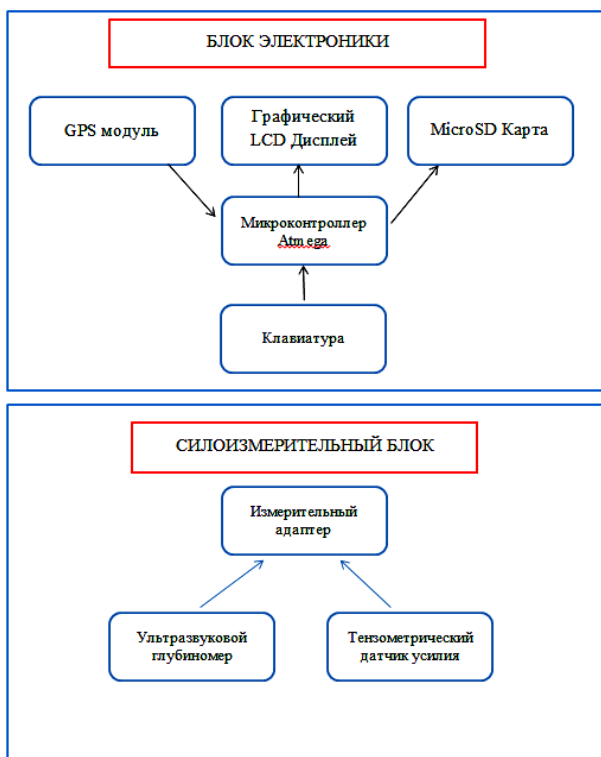 БЛОК ЭЛЕКТРОНИКИ
GPS модуль
Графический
LCD Дисплей
MicroSD Карта
Микроконтроллер
Atmega
Клавиатура
СИЛОИЗМЕРИТЕЛЬНЫЙ БЛОК
Измерительный
адаптер
Ультразвуковой
глубиномер
Тензометрический
датчик усилия